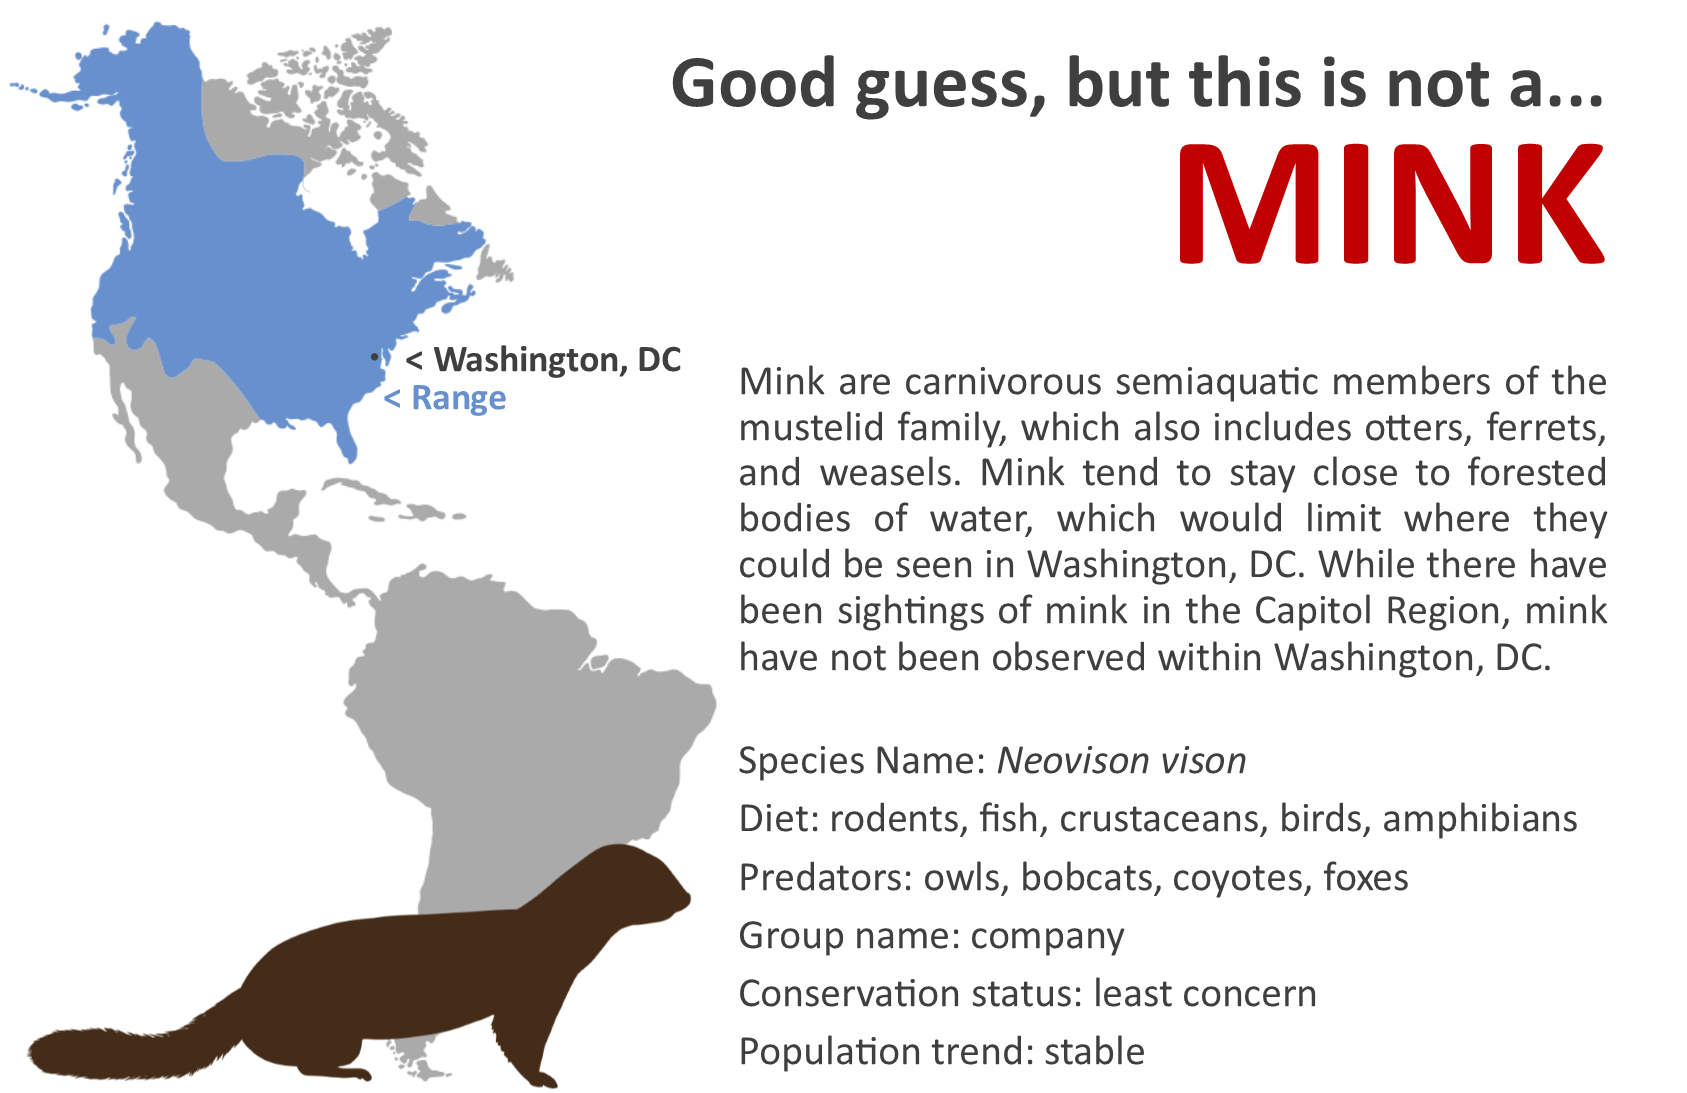 Good guess, but this is not a...
MINK
< Washington, DC
< Range
Mink are carnivorous semiaquatic members of the
mustelid family, which also includes otters, ferrets,
and weasels. Mink tend to stay close to forested
bodies of water, which would limit where they
could be seen in Washington, DC. While there have
been sightings of mink in the Capitol Region, mink
have not been observed within Washington, DC.
Species Name: Neovison vison
Diet: rodents, fish, crustaceans, birds, amphibians
Predators: owls, bobcats, coyotes, foxes
Group name: company
Conservation status: least concern
Population trend: stable